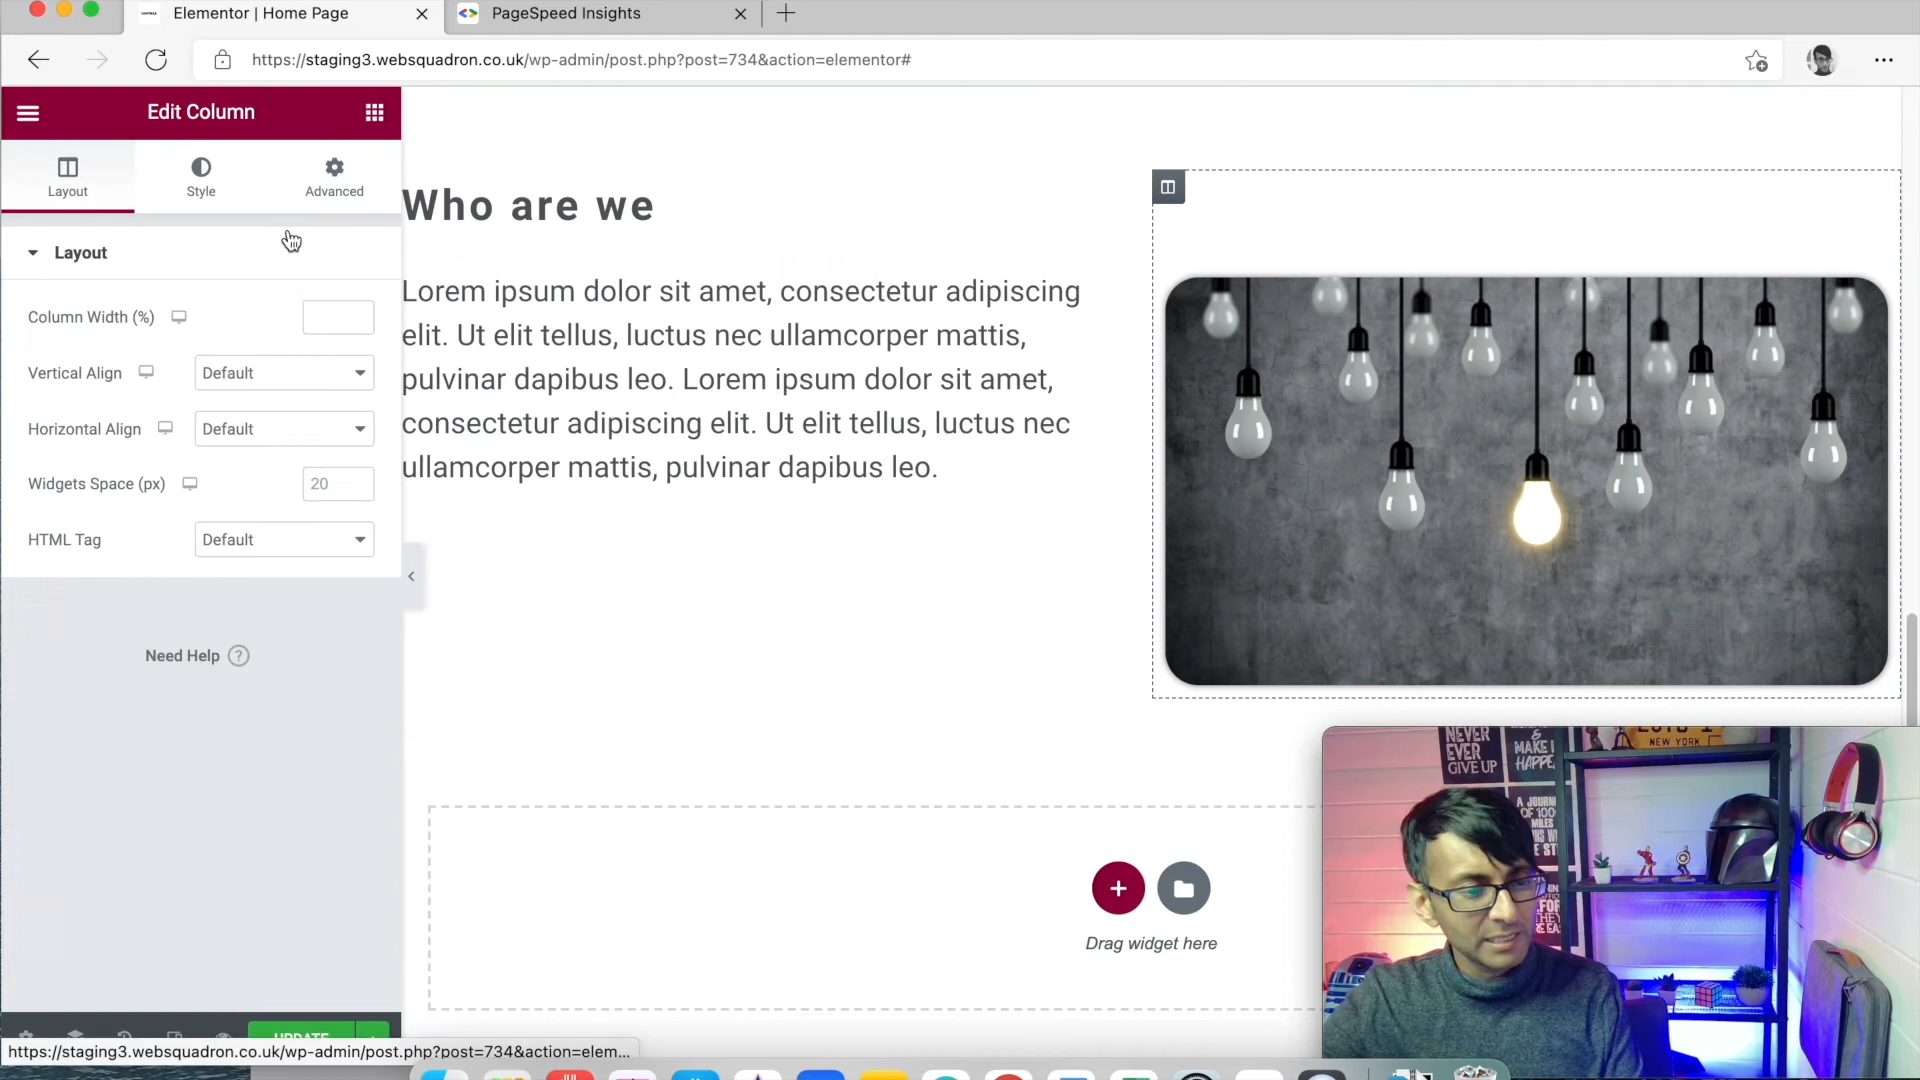 Elementor | Home Page
PageSpeed Insights
https://staging3.websquadron.co.uk/wp-admin/post.php?post=734&action=elementor#
Edit Column
Layout
Style
Advanced
Layout
Column Width (%)
Vertical Align
Default
Horizontal Align
Default
Widgets Space (px)
20
HTML Tag
Default
Need Help ?
UPDATE
https://staging3.websquadron.co.uk/wp-admin/post.php?post=734&action=elem...
Who are we
Lorem ipsum dolor sit amet, consectetur adipiscing
elit. Ut elit tellus, luctus nec ullamcorper mattis,
pulvinar dapibus leo. Lorem ipsum dolor sit amet,
consectetur adipiscing elit. Ut elit tellus, luctus nec
ullamcorper mattis, pulvinar dapibus leo.
Drag widget here
NEVER
EVER
GIVE UP
& MAKE I
HAPPE
NEW YORK
A JOURN
OF 100
MILES